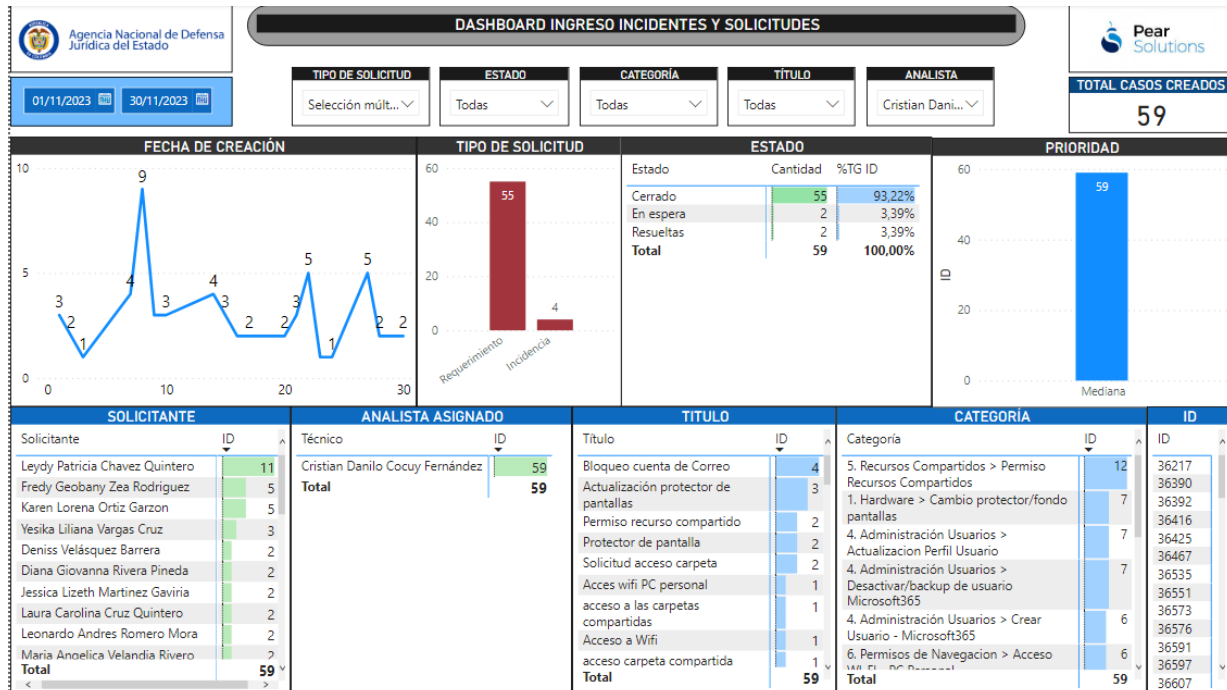 Agencia Nacional de Defensa
Jurídica del Estado
DASHBOARD INGRESO INCIDENTES Y SOLICITUDES
Pear
Solutions
01/11/2023
30/11/2023
TIPO DE SOLICITUD
Selección múlt...
ESTADO
Todas
CATEGORÍA
Todas
TÍTULO
Todas
ANALISTA
Cristian Dani...
TOTAL CASOS CREADOS
59
FECHA DE CREACIÓN
10
5
0
3
2
1
4
9
3
4
3
2
2
3
5
1
5
2
2
0
10
20
30
TIPO DE SOLICITUD
60
40
20
0
55
4
Requerimiento
Incidencia
ESTADO
Estado Cantidad %TG ID
Cerrado 55 93,22%
En espera 2 3,39%
Resueltas 2 3,39%
Total 59 100,00%
PRIORIDAD
60
40
20
0
ID
59
Mediana
SOLICITANTE
Solicitante ID
Leydy Patricia Chavez Quintero 11
Fredy Geobany Zea Rodriguez 5
Karen Lorena Ortiz Garzon 5
Yesika Liliana Vargas Cruz 3
Deniss Velásquez Barrera 2
Diana Giovanna Rivera Pineda 2
Jessica Lizeth Martinez Gaviria 2
Laura Carolina Cruz Quintero 2
Leonardo Andres Romero Mora 2
Maria Angelica Velandia Rivero 2
Total 59
ANALISTA ASIGNADO
Técnico ID
Cristian Danilo Cocuy Fernández 59
Total 59
TITULO
Título ID
Bloqueo cuenta de Correo 4
Actualización protector de
pantallas 3
Permiso recurso compartido 2
Protector de pantalla 2
Solicitud acceso carpeta 2
Acces wifi PC personal 1
acceso a las carpetas
compartidas 1
Acceso a Wifi 1
acceso carpeta compartida 1
Total 59
CATEGORÍA
Categoría ID
5. Recursos Compartidos > Permiso
Recursos Compartidos 12
1. Hardware > Cambio protector/fondo
pantallas 7
4. Administración Usuarios >
Actualizacion Perfil Usuario 7
4. Administración Usuarios >
Desactivar/backup de usuario
Microsoft365 7
4. Administración Usuarios > Crear
Usuario - Microsoft365 6
6. Permisos de Navegacion > Acceso
WI-FI - PC Personal 6
Total 59
ID
ID
36217
36390
36392
36416
36425
36467
36535
36551
36573
36576
36591
36597
36607